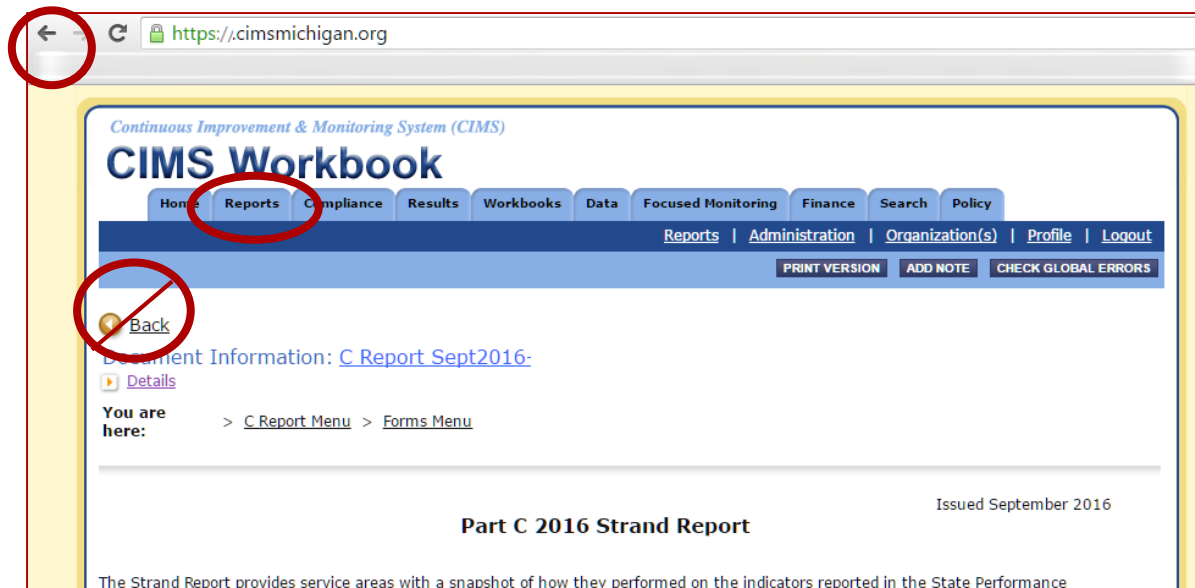 https://.cimsmichigan.org
Continuous Improvement & Monitoring System (CIMS)
CIMS Workbook
Home Reports Compliance Results Workbooks Data Focused Monitoring Finance Search Policy
Reports | Administration | Organization(s) | Profile | Logout
PRINT VERSION ADD NOTE CHECK GLOBAL ERRORS
Back
Document Information: C Report Sept2016-
Details
You are
here: > C Report Menu > Forms Menu
Issued September 2016
Part C 2016 Strand Report
The Strand Report provides service areas with a snapshot of how they performed on the indicators reported in the State Performance